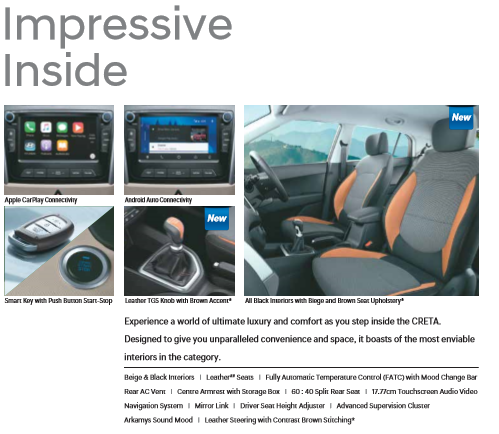 Impressive
Inside
New
Apple CarPlay Connectivity
Android Auto Connectivity
New
Smart Key with Push Button Start-Stop
Leather TGS Knob with Brown Accent*
All Black Interiors with Biege and Brown Seat Upholstery*
Experience a world of ultimate luxury and comfort as you step inside the CRETA.
Designed to give you unparalleled convenience and space, it boasts of the most enviable
interiors in the category.
Beige & Black Interiors | Leather## Seats | Fully Automatic Temperature Control (FATC) with Mood Change Bar
Rear AC Vent | Centre Armrest with Storage Box | 60 : 40 Split Rear Seat | 17.77cm Touchscreen Audio Video
Navigation System | Mirror Link | Driver Seat Height Adjuster | Advanced Supervision Cluster
Arkamys Sound Mood | Leather Steering with Contrast Brown Stitching*